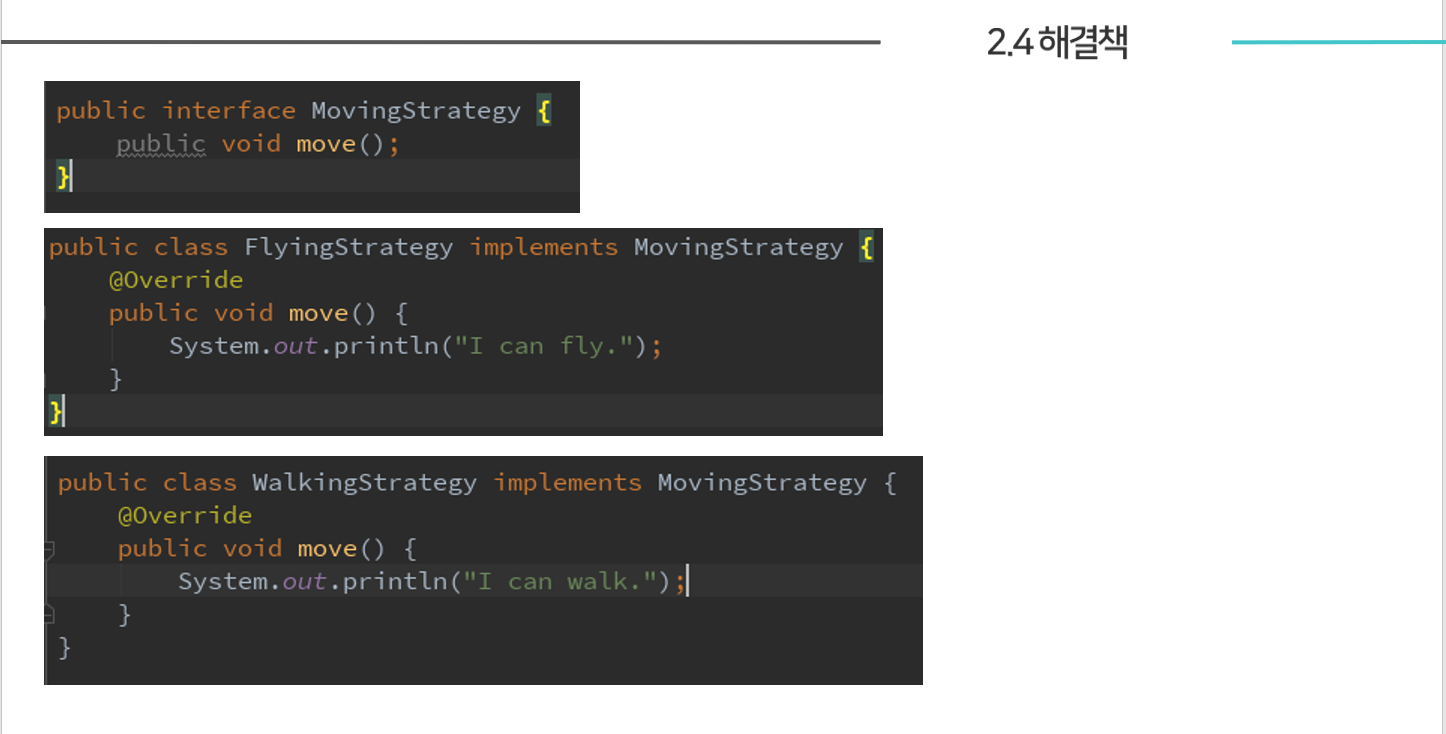 2.4 해결책
public interface MovingStrategy {
    public void move();
}
public class FlyingStrategy implements MovingStrategy {
    @Override
    public void move() {
        System.out.println("I can fly.");
    }
}
public class WalkingStrategy implements MovingStrategy {
    @Override
    public void move() {
        System.out.println("I can walk.");
    }
}